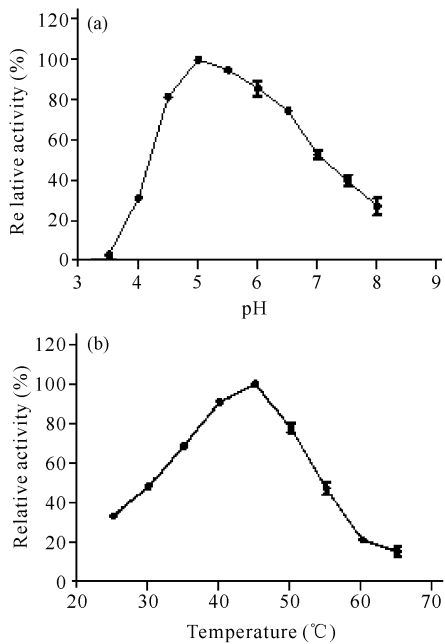 (a)
120
100
80
60
40
20
0
Re lative activity (%)
3 4 5 6 7 8 9
pH
(b)
120
100
80
60
40
20
0
Relative activity (%)
20 30 40 50 60 70
Temperature (℃)